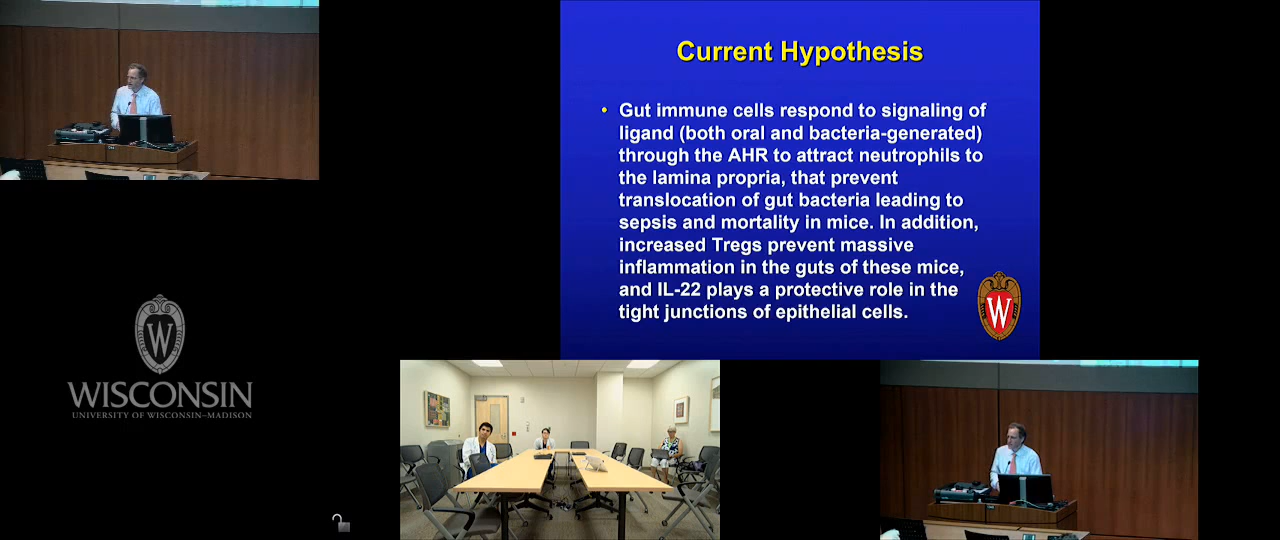 Current Hypothesis
• Gut immune cells respond to signaling of
ligand (both oral and bacteria-generated)
through the AHR to attract neutrophils to
the lamina propria, that prevent
translocation of gut bacteria leading to
sepsis and mortality in mice. In addition,
increased Tregs prevent massive
inflammation in the guts of these mice,
and IL-22 plays a protective role in the
tight junctions of epithelial cells.
W
W
WISCONSIN
UNIVERSITY OF WISCONSIN–MADISON